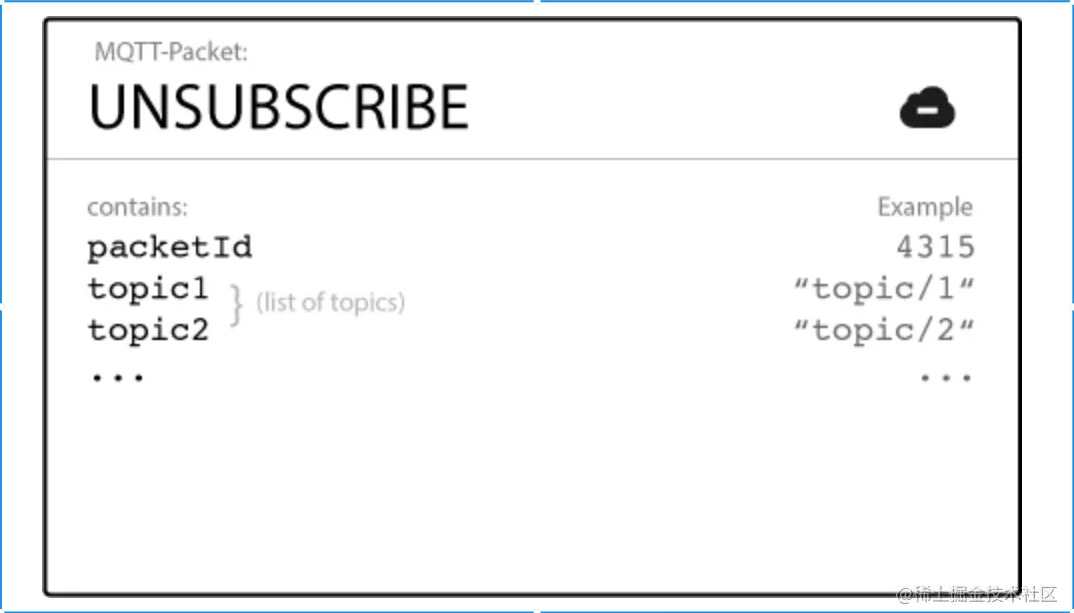 MQTT-Packet:
UNSUBSCRIBE
contains:
Example
packetId
4315
topic1
“topic/1“
topic2
“topic/2“
} (list of topics)
...
...
@稀土掘金技术社区